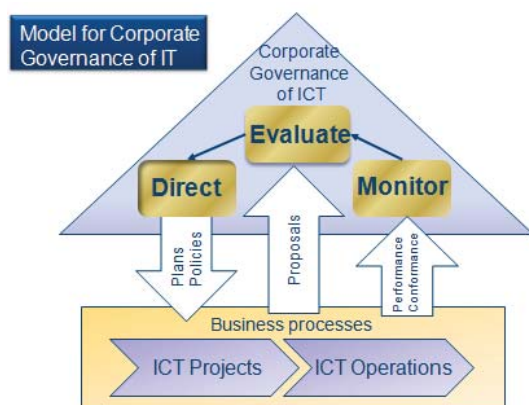 Model for Corporate
Governance of IT
Corporate
Governance
of ICT
Evaluate
Direct
Monitor
Plans
Policies
Proposals
Performance
Conformance
Business processes
ICT Projects
ICT Operations